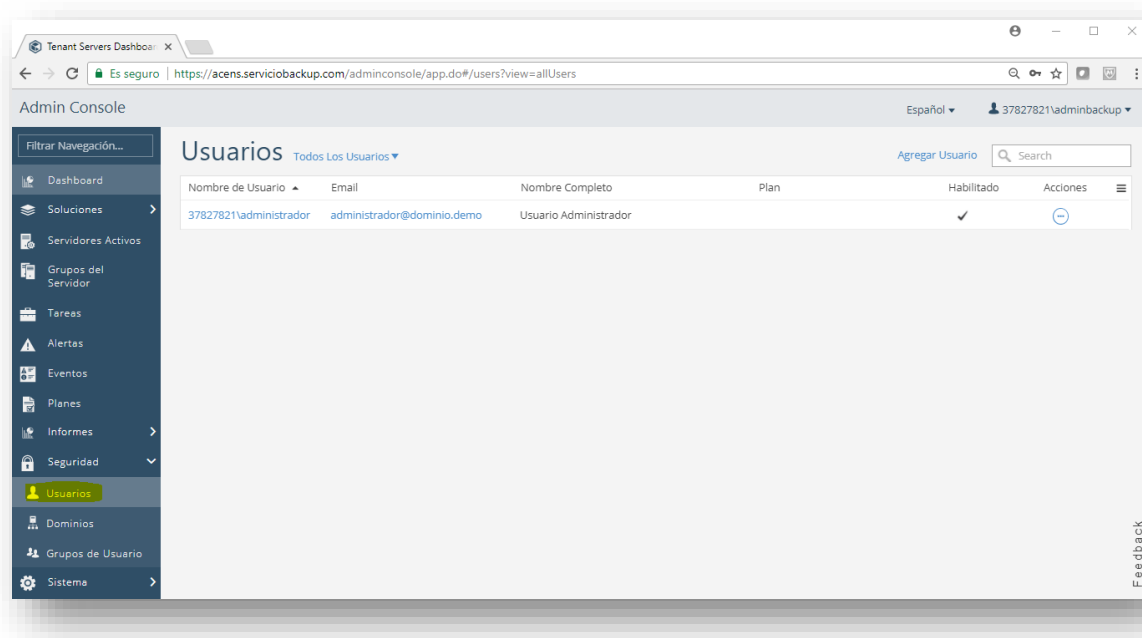 Tenant Servers Dashboar
Es seguro https://acens.serviciobackup.com/adminconsole/app.do#/users?view=allUsers
Admin Console
Español
37827821\adminbackup
Filtrar Navegación...
Dashboard
Soluciones
Servidores Activos
Grupos del
Servidor
Tareas
Alertas
Eventos
Planes
Informes
Seguridad
Usuarios
Dominios
Grupos de Usuario
Sistema
Usuarios Todos Los Usuarios
Agregar Usuario
Search
Nombre de Usuario Email Nombre Completo Plan Habilitado Acciones
37827821\administrador administrador@dominio.demo Usuario Administrador
Feedback